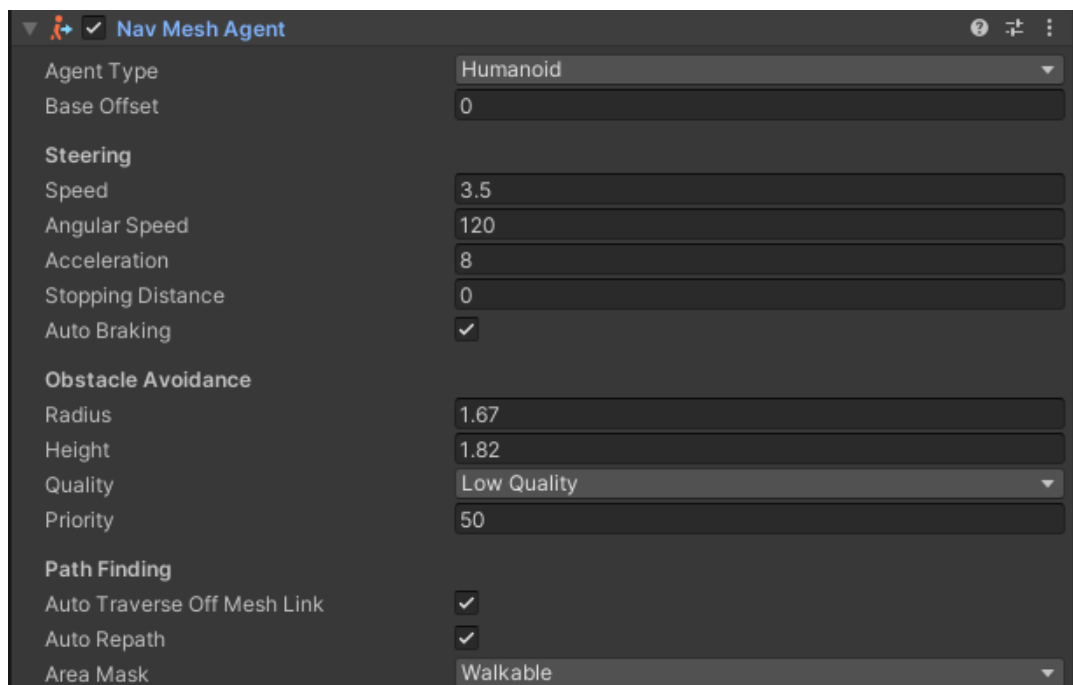 Nav Mesh Agent
Agent Type Humanoid
Base Offset 0
Steering
Speed 3.5
Angular Speed 120
Acceleration 8
Stopping Distance 0
Auto Braking
Obstacle Avoidance
Radius 1.67
Height 1.82
Quality Low Quality
Priority 50
Path Finding
Auto Traverse Off Mesh Link
Auto Repath
Area Mask Walkable